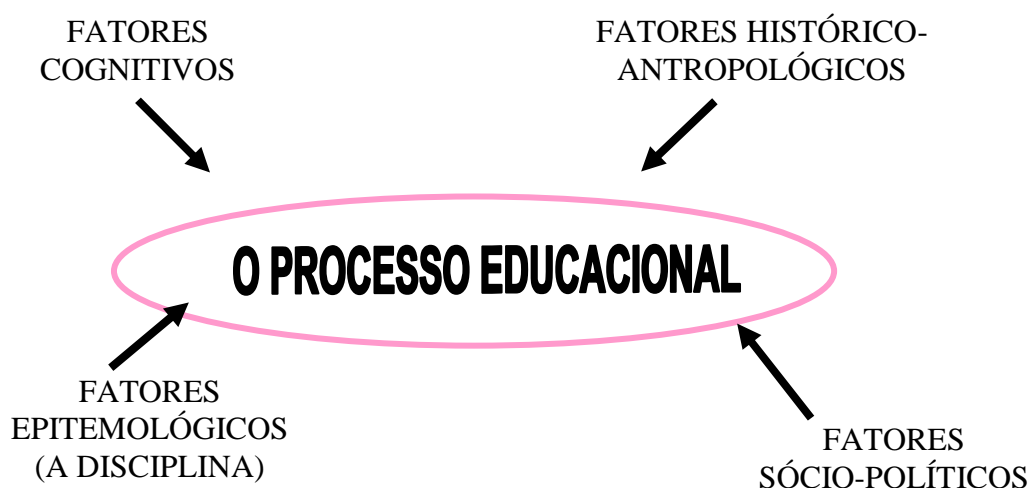 FATORES
COGNITIVOS
FATORES HISTÓRICO-
ANTROPOLÓGICOS
O PROCESSO EDUCACIONAL
FATORES
EPITEMOLÓGICOS
(A DISCIPLINA)
FATORES
SÓCIO-POLÍTICOS